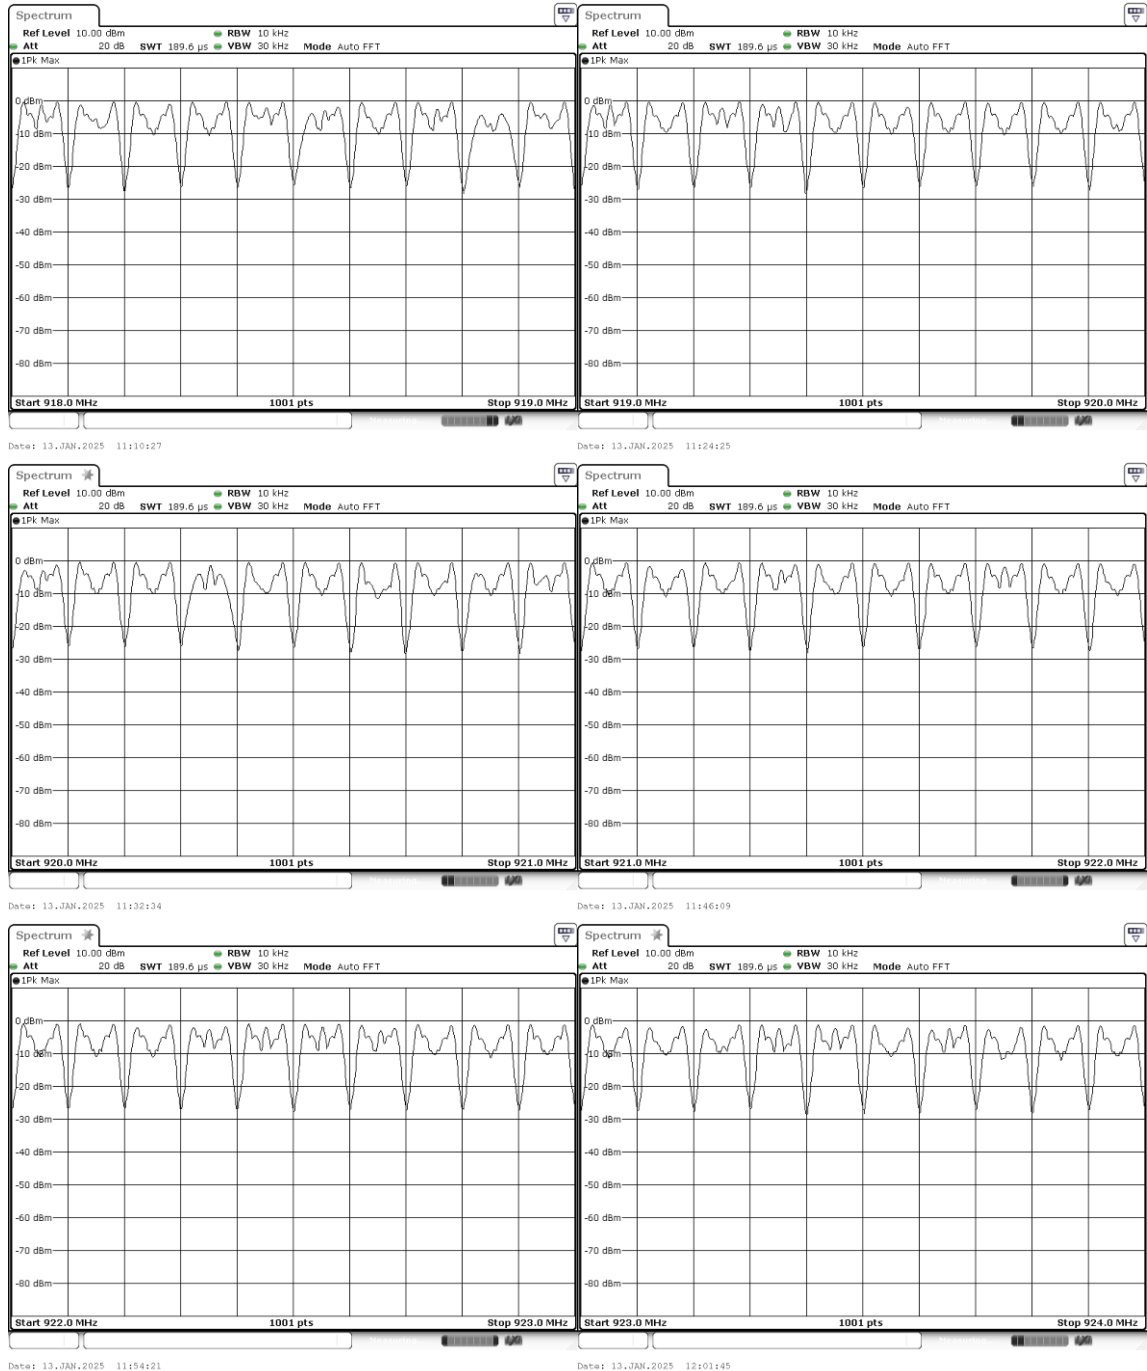 Spectrum
Ref Level 10.00 dBm RBW 10 kHz
Att 20 dB SWT 189.6 µs VBW 30 kHz Mode Auto FFT
1Pk Max
0 dBm
-10 dBm
-20 dBm
-30 dBm
-40 dBm
-50 dBm
-60 dBm
-70 dBm
-80 dBm
Start 918.0 MHz 1001 pts Stop 919.0 MHz
Date: 13.JAN.2025 11:10:27
Spectrum
Ref Level 10.00 dBm RBW 10 kHz
Att 20 dB SWT 189.6 µs VBW 30 kHz Mode Auto FFT
1Pk Max
0 dBm
-10 dBm
-20 dBm
-30 dBm
-40 dBm
-50 dBm
-60 dBm
-70 dBm
-80 dBm
Start 919.0 MHz 1001 pts Stop 920.0 MHz
Date: 13.JAN.2025 11:24:25
Spectrum
Ref Level 10.00 dBm RBW 10 kHz
Att 20 dB SWT 189.6 µs VBW 30 kHz Mode Auto FFT
1Pk Max
0 dBm
-10 dBm
-20 dBm
-30 dBm
-40 dBm
-50 dBm
-60 dBm
-70 dBm
-80 dBm
Start 920.0 MHz 1001 pts Stop 921.0 MHz
Date: 13.JAN.2025 11:32:34
Spectrum
Ref Level 10.00 dBm RBW 10 kHz
Att 20 dB SWT 189.6 µs VBW 30 kHz Mode Auto FFT
1Pk Max
0 dBm
-10 dBm
-20 dBm
-30 dBm
-40 dBm
-50 dBm
-60 dBm
-70 dBm
-80 dBm
Start 921.0 MHz 1001 pts Stop 922.0 MHz
Date: 13.JAN.2025 11:46:09
Spectrum
Ref Level 10.00 dBm RBW 10 kHz
Att 20 dB SWT 189.6 µs VBW 30 kHz Mode Auto FFT
1Pk Max
0 dBm
-10 dBm
-20 dBm
-30 dBm
-40 dBm
-50 dBm
-60 dBm
-70 dBm
-80 dBm
Start 922.0 MHz 1001 pts Stop 923.0 MHz
Date: 13.JAN.2025 11:54:21
Spectrum
Ref Level 10.00 dBm RBW 10 kHz
Att 20 dB SWT 189.6 µs VBW 30 kHz Mode Auto FFT
1Pk Max
0 dBm
-10 dBm
-20 dBm
-30 dBm
-40 dBm
-50 dBm
-60 dBm
-70 dBm
-80 dBm
Start 923.0 MHz 1001 pts Stop 924.0 MHz
Date: 13.JAN.2025 12:01:45